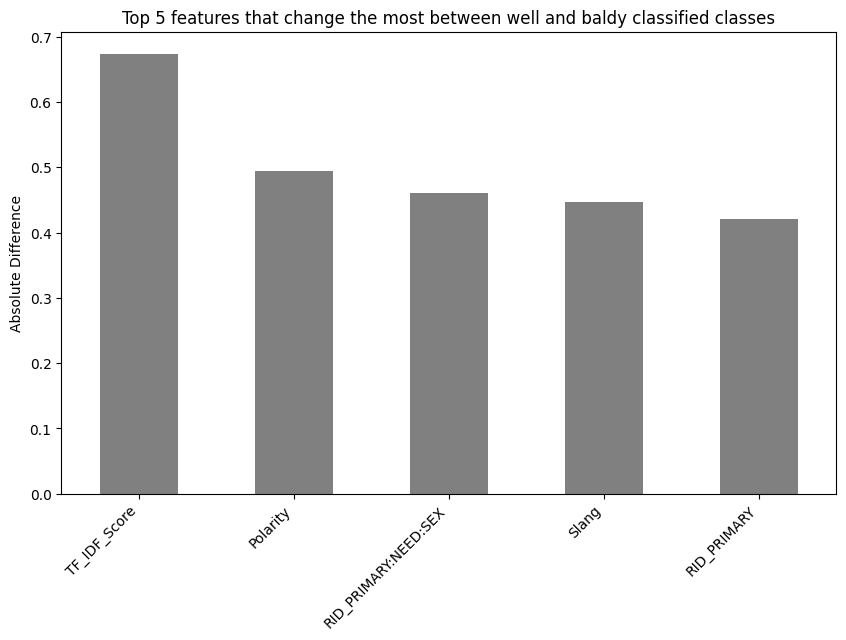 Top 5 features that change the most between well and baldy classified classes
Absolute Difference
0.7
0.6
0.5
0.4
0.3
0.2
0.1
0.0
TF_IDF_Score
Polarity
RID_PRIMARY:NEED:SEX
Slang
RID_PRIMARY